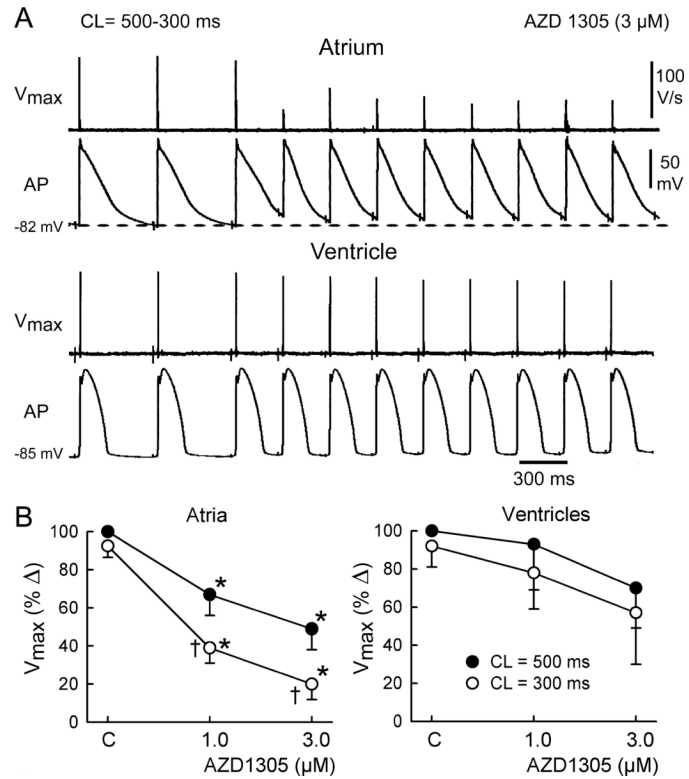 A
CL= 500-300 ms
AZD 1305 (3 µM)
Atrium
Vmax
100
V/s
AP
50
mV
-82 mV
Ventricle
Vmax
AP
-85 mV
300 ms
B
Atria
Ventricles
Vmax (% Δ)
100
80
60
40
20
0
*
*
†
*
†
*
C
1.0
3.0
AZD1305 (µM)
Vmax (% Δ)
100
80
60
40
20
0
CL = 500 ms
CL = 300 ms
C
1.0
3.0
AZD1305 (µM)